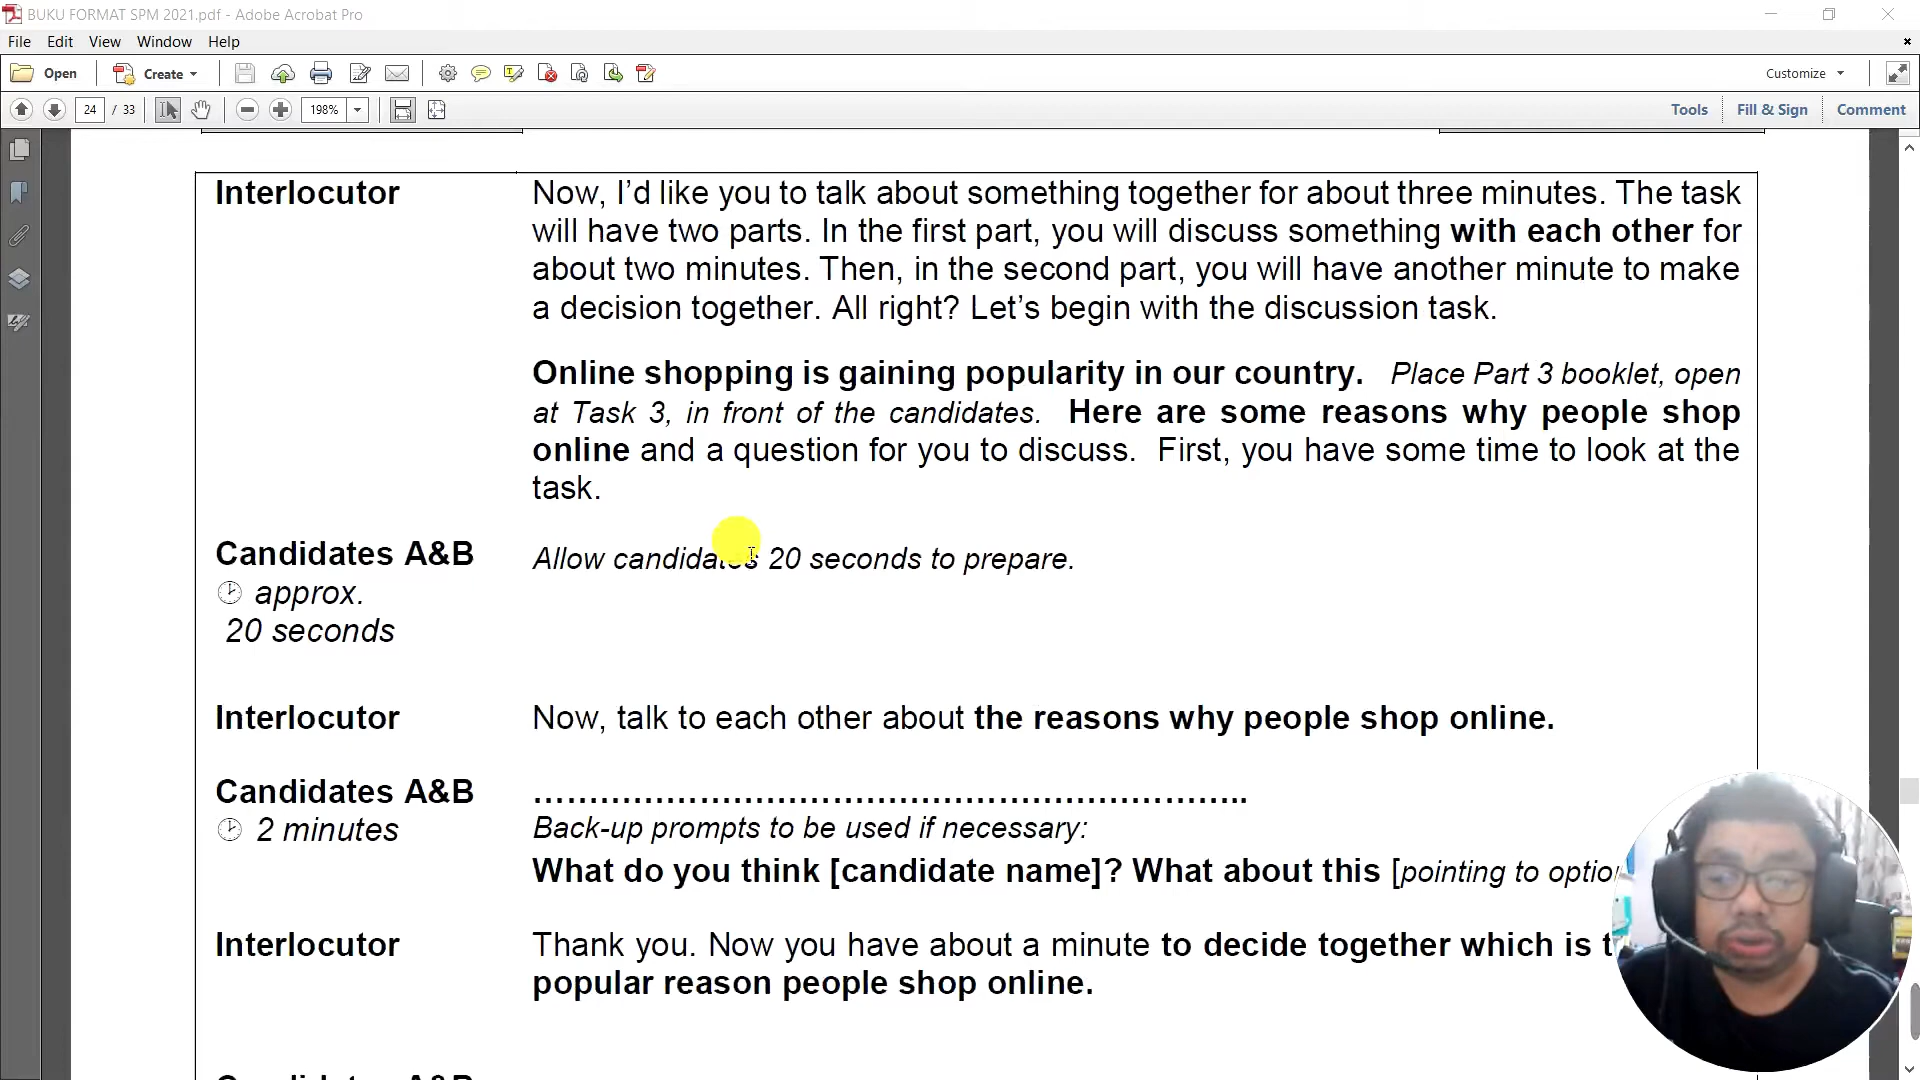 BUKU FORMAT SPM 2021.pdf - Adobe Acrobat Pro
File Edit View Window Help
Open Create Customize
24 / 33 198% Tools Fill & Sign Comment
Interlocutor Now, I'd like you to talk about something together for about three minutes. The task
will have two parts. In the first part, you will discuss something with each other for
about two minutes. Then, in the second part, you will have another minute to make
a decision together. All right? Let's begin with the discussion task.
Online shopping is gaining popularity in our country. Place Part 3 booklet, open
at Task 3, in front of the candidates. Here are some reasons why people shop
online and a question for you to discuss. First, you have some time to look at the
task.
Candidates A&B Allow candidates 20 seconds to prepare.
approx.
20 seconds
Interlocutor Now, talk to each other about the reasons why people shop online.
Candidates A&B …………………………………………………………..
2 minutes Back-up prompts to be used if necessary:
What do you think [candidate name]? What about this [pointing to
Interlocutor Thank you. Now you have about a minute to decide together which is
popular reason people shop online.